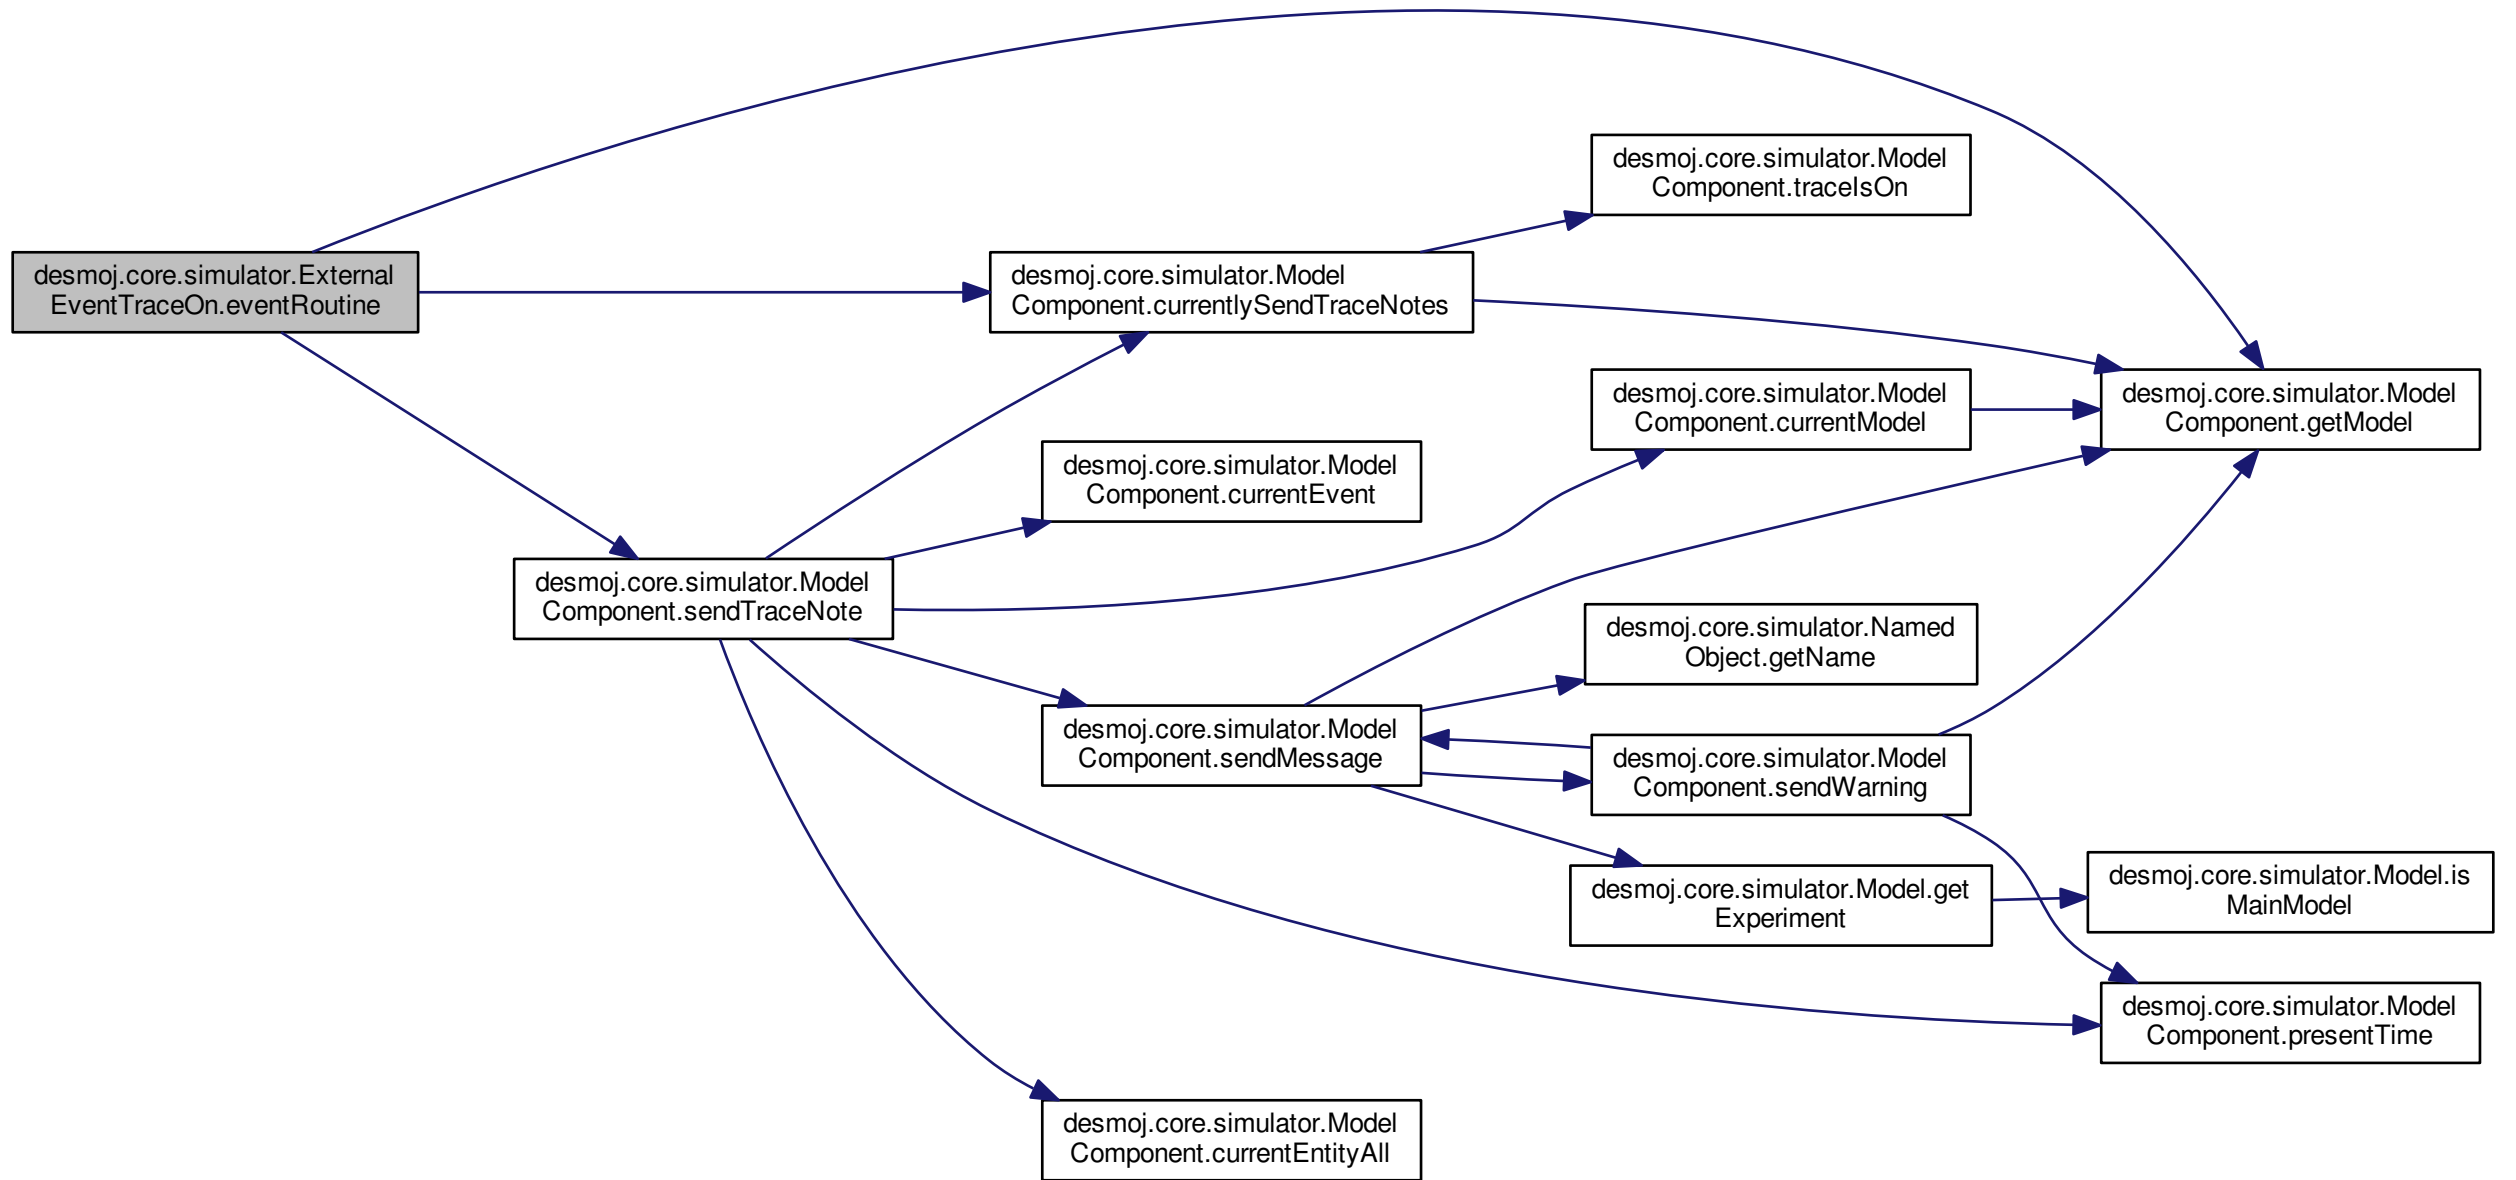 desmoj.core.simulator.External
EventTraceOn.eventRoutine
desmoj.core.simulator.Model
Component.sendTraceNote
desmoj.core.simulator.Model
Component.currentlySendTraceNotes
desmoj.core.simulator.Model
Component.currentEvent
desmoj.core.simulator.Model
Component.sendMessage
desmoj.core.simulator.Model
Component.currentEntityAll
desmoj.core.simulator.Model
Component.traceIsOn
desmoj.core.simulator.Model
Component.currentModel
desmoj.core.simulator.Named
Object.getName
desmoj.core.simulator.Model
Component.sendWarning
desmoj.core.simulator.Model.get
Experiment
desmoj.core.simulator.Model
Component.getModel
desmoj.core.simulator.Model.is
MainModel
desmoj.core.simulator.Model
Component.presentTime